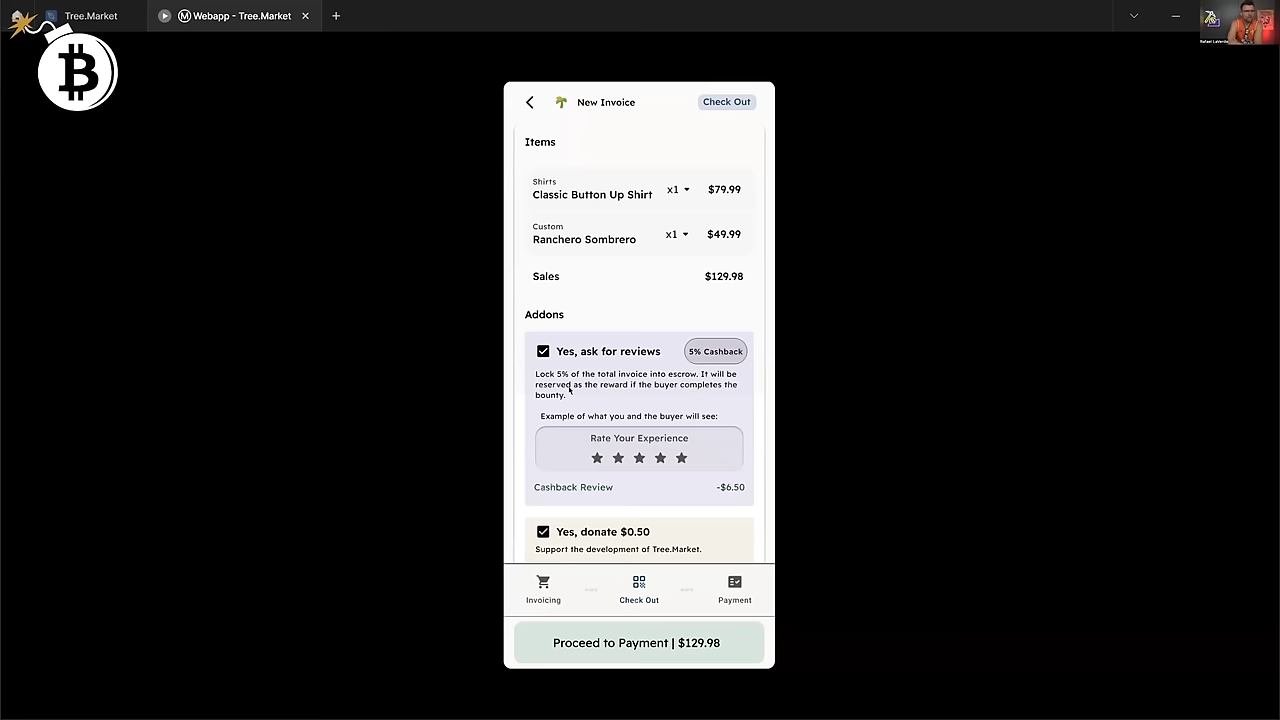 Tree.Market
Webapp - Tree.Market
New Invoice
Check Out
Items
Shirts
Classic Button Up Shirt
x1
$79.99
Custom
Ranchero Sombrero
x1
$49.99
Sales
$129.98
Addons
Yes, ask for reviews
5% Cashback
Lock 5% of the total invoice into escrow. It will be
reserved as the reward if the buyer completes the
bounty.
Example of what you and the buyer will see:
Rate Your Experience
Cashback Review
-$6.50
Yes, donate $0.50
Support the development of Tree.Market.
Invoicing
Check Out
Payment
Proceed to Payment | $129.98